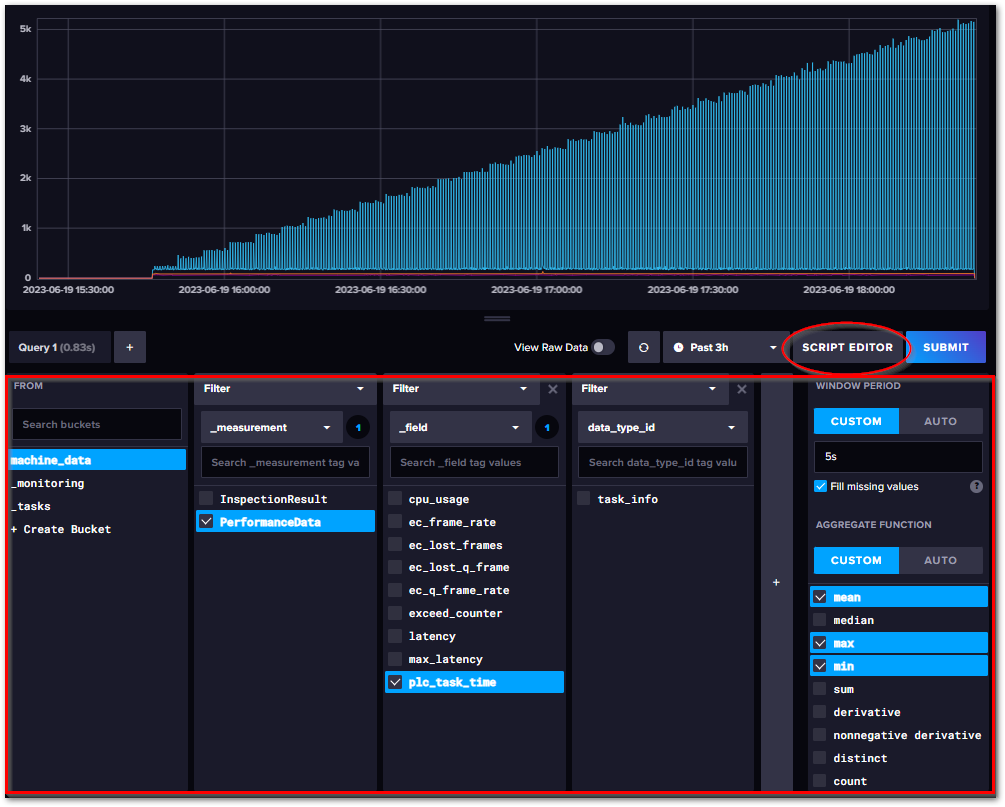 5k
4k
3k
2k
1k
0
2023-06-19 15:30:00 2023-06-19 16:00:00 2023-06-19 16:30:00 2023-06-19 17:00:00 2023-06-19 17:30:00 2023-06-19 18:00:00
Query 1 (0.83s) + View Raw Data Past 3h SCRIPT EDITOR SUBMIT
FROM
Search buckets
machine_data
_monitoring
_tasks
+ Create Bucket
Filter
_measurement 1
Search _measurement tag va
InspectionResult
PerformanceData
Filter
_field 1
Search _field tag values
cpu_usage
ec_frame_rate
ec_lost_frames
ec_lost_q_frame
ec_q_frame_rate
exceed_counter
latency
max_latency
plc_task_time
Filter
data_type_id
Search data_type_id tag valu
task_info
+
WINDOW PERIOD
CUSTOM AUTO
5s
Fill missing values ?
AGGREGATE FUNCTION
CUSTOM AUTO
mean
median
max
min
sum
derivative
nonnegative derivative
distinct
count